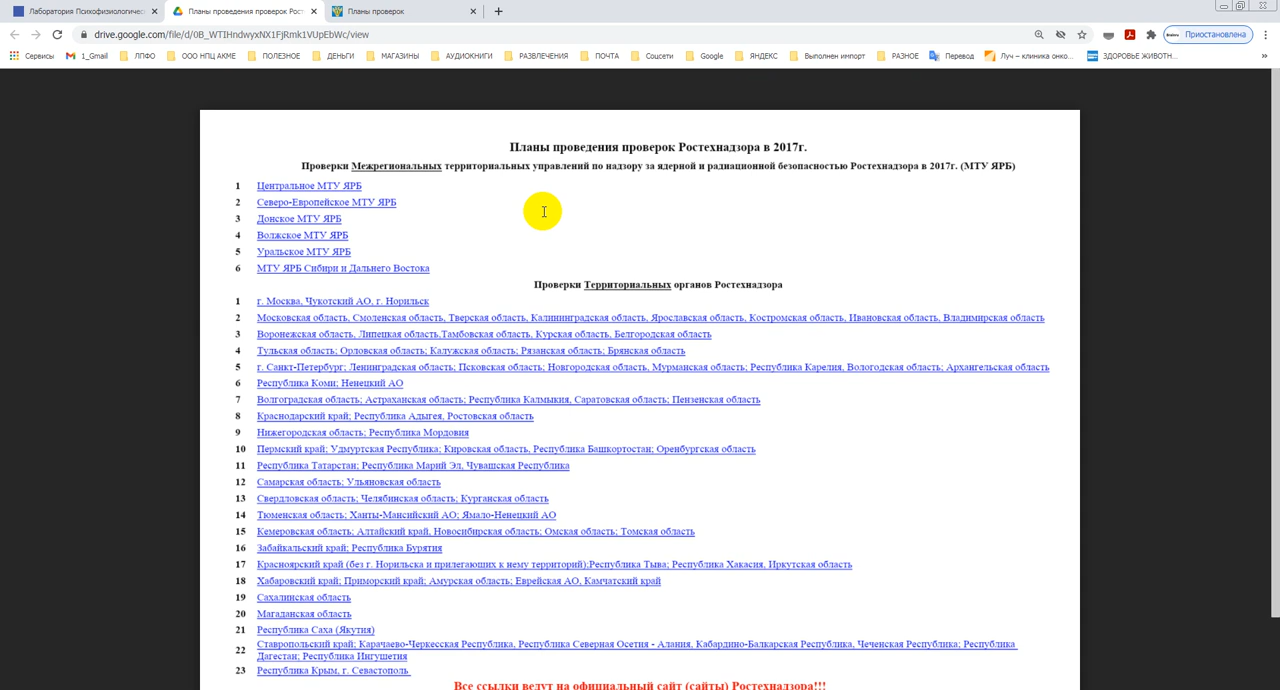 Лаборатория Психофизиологичес
Планы проведения проверок Рос
Планы проверок
drive.google.com/file/d/0B_WTIHndwyxNX1FjRmk1VUpEbWc/view
Приостановлена
Сервисы 1_Gmail ЛПФО ООО НПЦ АКМЕ ПОЛЕЗНОЕ ДЕНЬГИ МАГАЗИНЫ АУДИОКНИГИ РАЗВЛЕЧЕНИЯ ПОЧТА Соцсети Google ЯНДЕКС Выполнен импорт РАЗНОЕ Перевод Луч – клиника онко... ЗДОРОВЬЕ ЖИВОТН... »
Планы проведения проверок Ростехнадзора в 2017г.
Проверки Межрегиональных территориальных управлений по надзору за ядерной и радиационной безопасностью Ростехнадзора в 2017г. (МТУ ЯРБ)
1 Центральное МТУ ЯРБ
2 Северо-Европейское МТУ ЯРБ
3 Донское МТУ ЯРБ
4 Волжское МТУ ЯРБ
5 Уральское МТУ ЯРБ
6 МТУ ЯРБ Сибири и Дальнего Востока
Проверки Территориальных органов Ростехнадзора
1 г. Москва, Чукотский АО, г. Норильск
2 Московская область, Смоленская область, Тверская область, Калининградская область, Ярославская область, Костромская область, Ивановская область, Владимирская область
3 Воронежская область, Липецкая область,Тамбовская область, Курская область, Белгородская область
4 Тульская область; Орловская область; Калужская область; Рязанская область; Брянская область
5 г. Санкт-Петербург; Ленинградская область; Псковская область; Новгородская область, Мурманская область; Республика Карелия, Вологодская область; Архангельская область
6 Республика Коми; Ненецкий АО
7 Волгоградская область; Астраханская область; Республика Калмыкия, Саратовская область; Пензенская область
8 Краснодарский край; Республика Адыгея, Ростовская область
9 Нижегородская область; Республика Мордовия
10 Пермский край; Удмуртская Республика; Кировская область, Республика Башкортостан; Оренбургская область
11 Республика Татарстан; Республика Марий Эл, Чувашская Республика
12 Самарская область; Ульяновская область
13 Свердловская область; Челябинская область; Курганская область
14 Тюменская область; Ханты-Мансийский АО; Ямало-Ненецкий АО
15 Кемеровская область; Алтайский край, Новосибирская область; Омская область; Томская область
16 Забайкальский край; Республика Бурятия
17 Красноярский край (без г. Норильска и прилегающих к нему территорий);Республика Тыва; Республика Хакасия, Иркутская область
18 Хабаровский край; Приморский край; Амурская область; Еврейская АО, Камчатский край
19 Сахалинская область
20 Магаданская область
21 Республика Саха (Якутия)
22 Ставропольский край; Карачаево-Черкесская Республика, Республика Северная Осетия - Алания, Кабардино-Балкарская Республика, Чеченская Республика; Республика
Дагестан; Республика Ингушетия
23 Республика Крым, г. Севастополь
Все ссылки ведут на официальный сайт (сайты) Ростехнадзора!!!